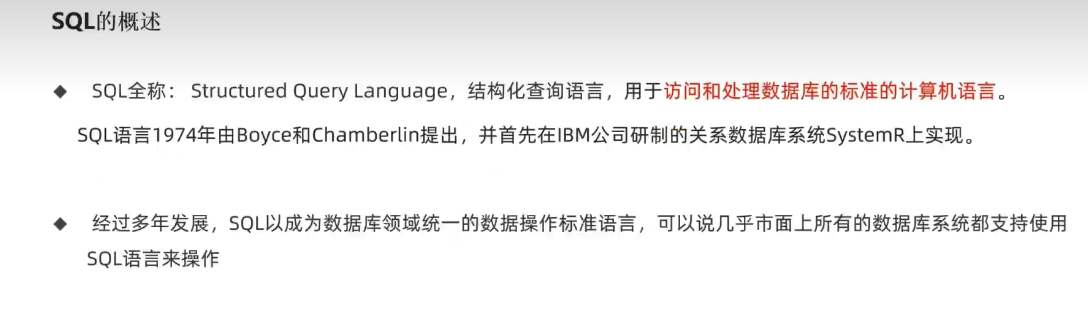 SQL的概述
◆ SQL全称： Structured Query Language，结构化查询语言，用于访问和处理数据库的标准的计算机语言。
SQL语言1974年由Boyce和Chamberlin提出，并首先在IBM公司研制的关系数据库系统SystemR上实现。
◆ 经过多年发展，SQL以成为数据库领域统一的数据操作标准语言，可以说几乎市面上所有的数据库系统都支持使用
SQL语言来操作